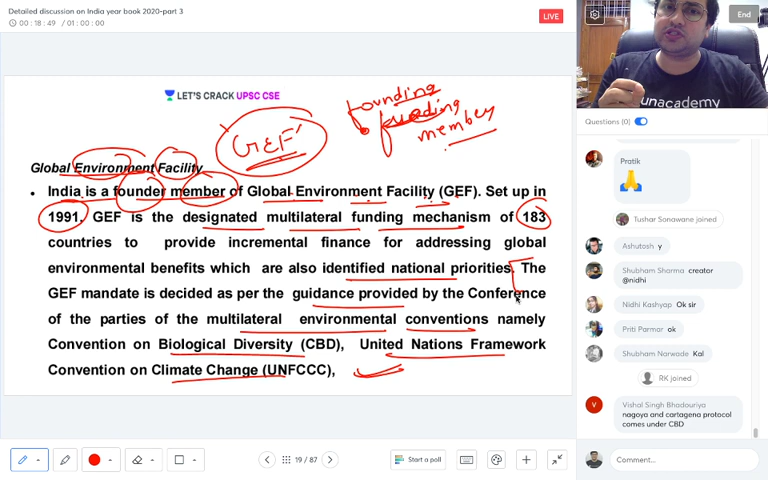 Detailed discussion on India year book 2020-part 3
00 : 18 : 49 / 01 : 00 : 00
LIVE
End
unacademy
LET'S CRACK UPSC CSE
GEF
founding
member
Global Environment Facility
• India is a founder member of Global Environment Facility (GEF). Set up in
1991. GEF is the designated multilateral funding mechanism of 183
countries to provide incremental finance for addressing global
environmental benefits which are also identified national priorities. The
GEF mandate is decided as per the guidance provided by the Conference
of the parties of the multilateral environmental conventions namely
Convention on Biological Diversity (CBD), United Nations Framework
Convention on Climate Change (UNFCCC),
19 / 87
Start a poll
Questions (0)
Pratik
Tushar Sonawane joined
Ashutosh y
Shubham Sharma creator
@nidhi
Nidhi Kashyap Ok sir
Priti Parmar ok
Shubham Narwade Kal
RK joined
V
Vishal Singh Bhadouriya
nagoya and cartagena protocol
comes under CBD
Comment...